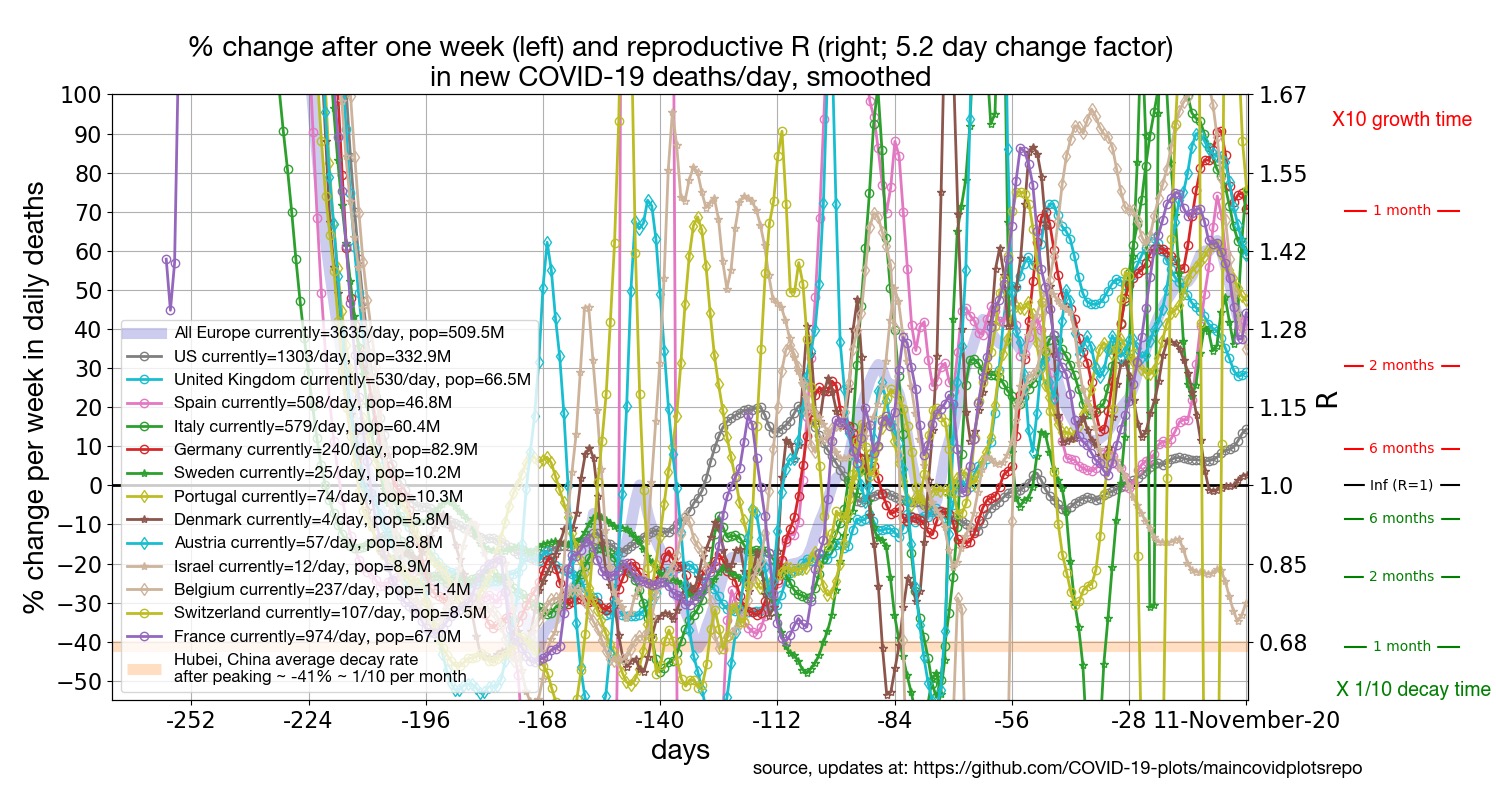 % change after one week (left) and reproductive R (right; 5.2 day change factor)
in new COVID-19 deaths/day, smoothed
% change per week in daily deaths
100
90
80
70
60
50
40
30
20
10
0
−10
−20
−30
−40
−50
All Europe currently=3635/day, pop=509.5M
US currently=1303/day, pop=332.9M
United Kingdom currently=530/day, pop=66.5M
Spain currently=508/day, pop=46.8M
Italy currently=579/day, pop=60.4M
Germany currently=240/day, pop=82.9M
Sweden currently=25/day, pop=10.2M
Portugal currently=74/day, pop=10.3M
Denmark currently=4/day, pop=5.8M
Austria currently=57/day, pop=8.8M
Israel currently=12/day, pop=8.9M
Belgium currently=237/day, pop=11.4M
Switzerland currently=107/day, pop=8.5M
France currently=974/day, pop=67.0M
Hubei, China average decay rate
after peaking ~ -41% ~ 1/10 per month
1.67
1.55
1.42
1.28
1.15
1.0
0.85
0.68
R
X10 growth time
1 month
2 months
6 months
Inf (R=1)
6 months
2 months
1 month
X 1/10 decay time
-252 -224 -196 -168 -140 -112 -84 -56 -28 11-November-20
days
source, updates at: https://github.com/COVID-19-plots/maincovidplotsrepo